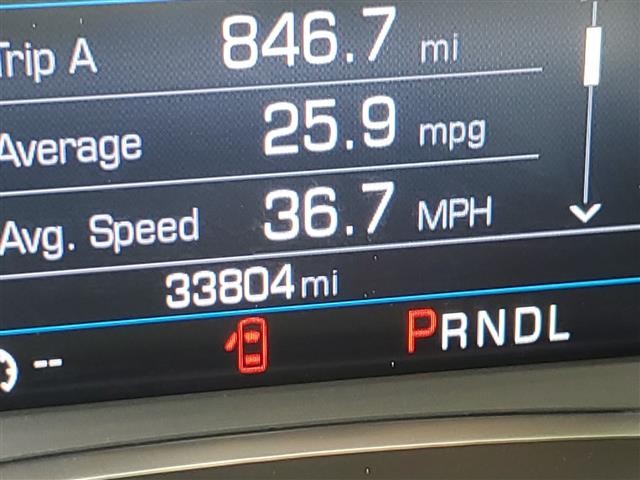 Trip A 846.7 mi
Average 25.9 mpg
Avg. Speed 36.7 MPH
33804 mi
-- PRNDL